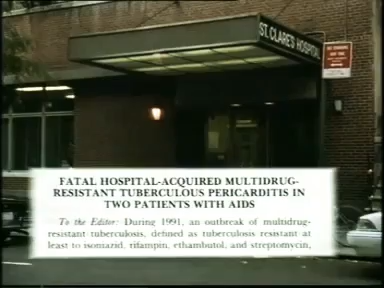 ST. CLARE'S HOSPITAL
FATAL HOSPITAL-ACQUIRED MULTIDRUG-
RESISTANT TUBERCULOUS PERICARDITIS IN
TWO PATIENTS WITH AIDS
To the Editor: During 1991, an outbreak of multidrug-
resistant tuberculosis, defined as tuberculosis resistant at
least to isoniazid, rifampin, ethambutol, and streptomycin,